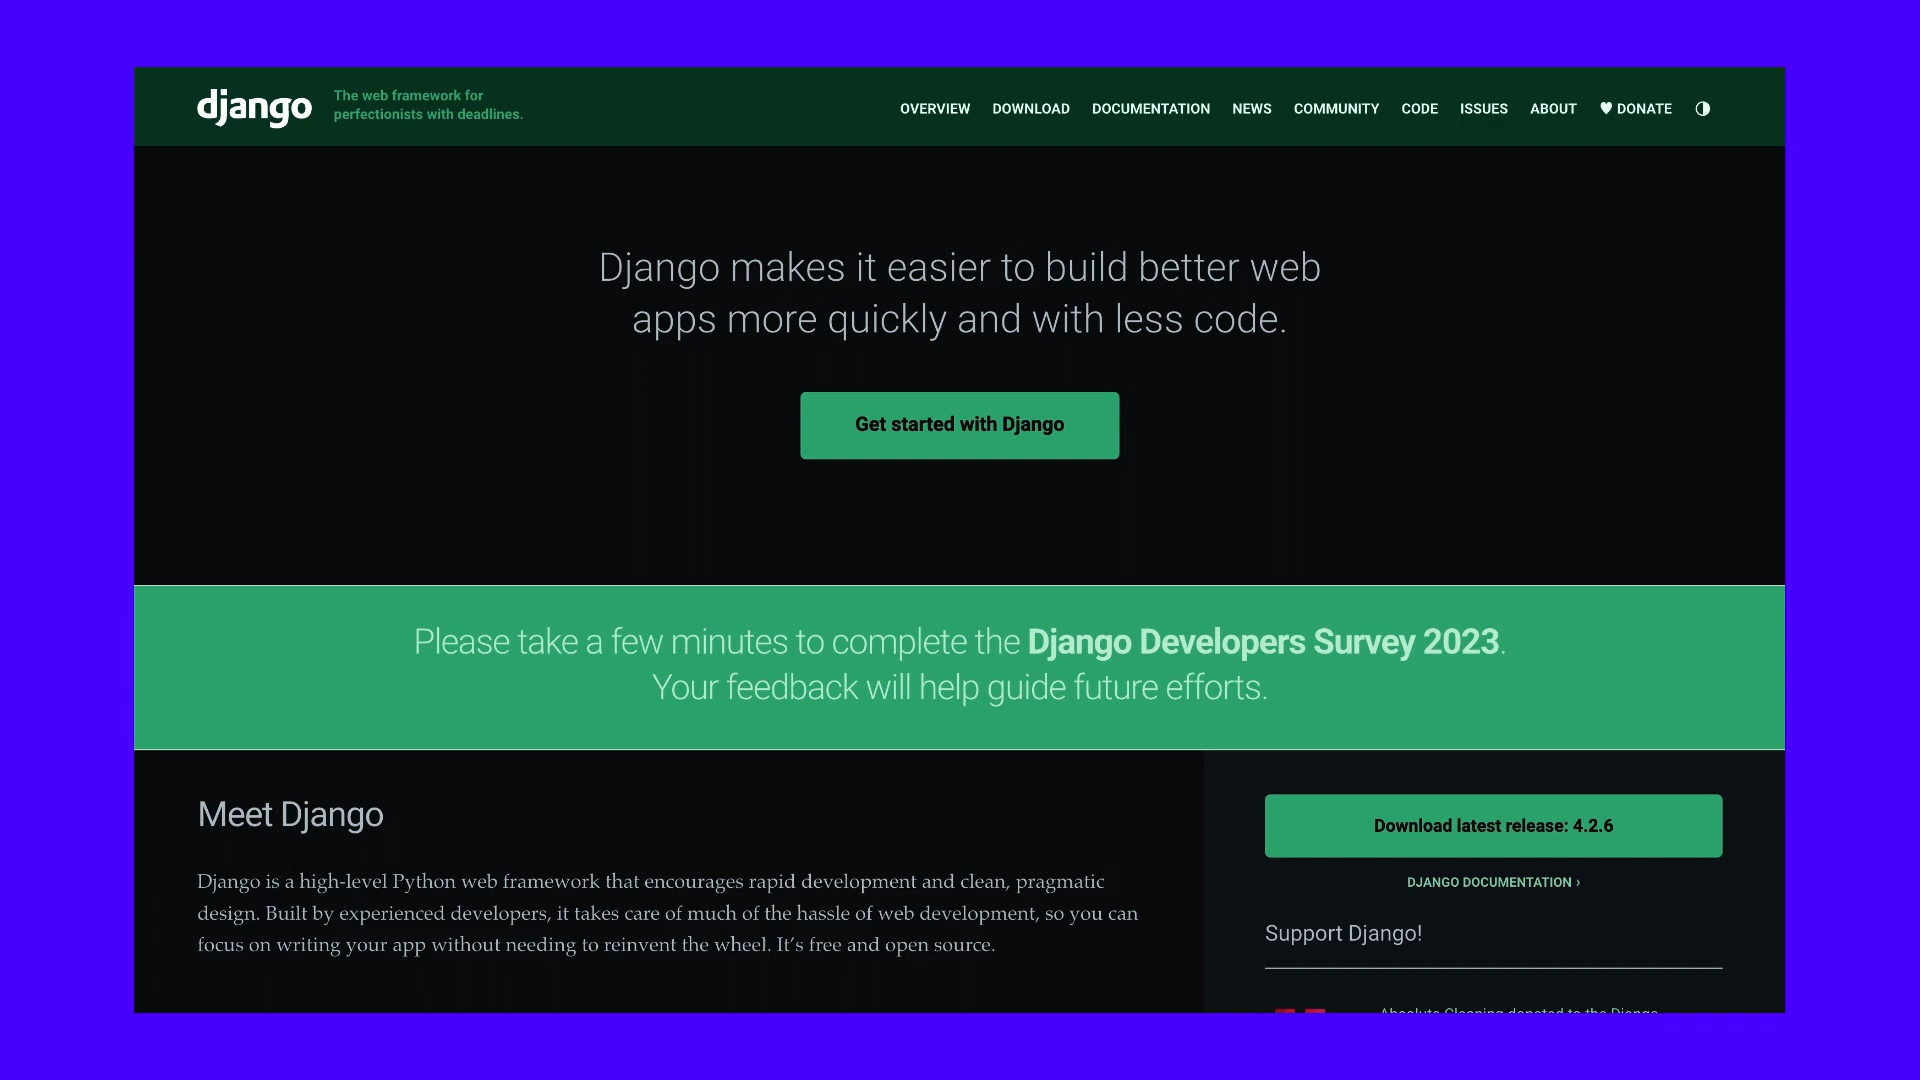 django
The web framework for
perfectionists with deadlines.
OVERVIEW DOWNLOAD DOCUMENTATION NEWS COMMUNITY CODE ISSUES ABOUT ♥ DONATE
Django makes it easier to build better web
apps more quickly and with less code.
Get started with Django
Please take a few minutes to complete the Django Developers Survey 2023.
Your feedback will help guide future efforts.
Meet Django
Django is a high-level Python web framework that encourages rapid development and clean, pragmatic
design. Built by experienced developers, it takes care of much of the hassle of web development, so you can
focus on writing your app without needing to reinvent the wheel. It’s free and open source.
Download latest release: 4.2.6
DJANGO DOCUMENTATION ›
Support Django!
Absolute Cleaning donated to the Django